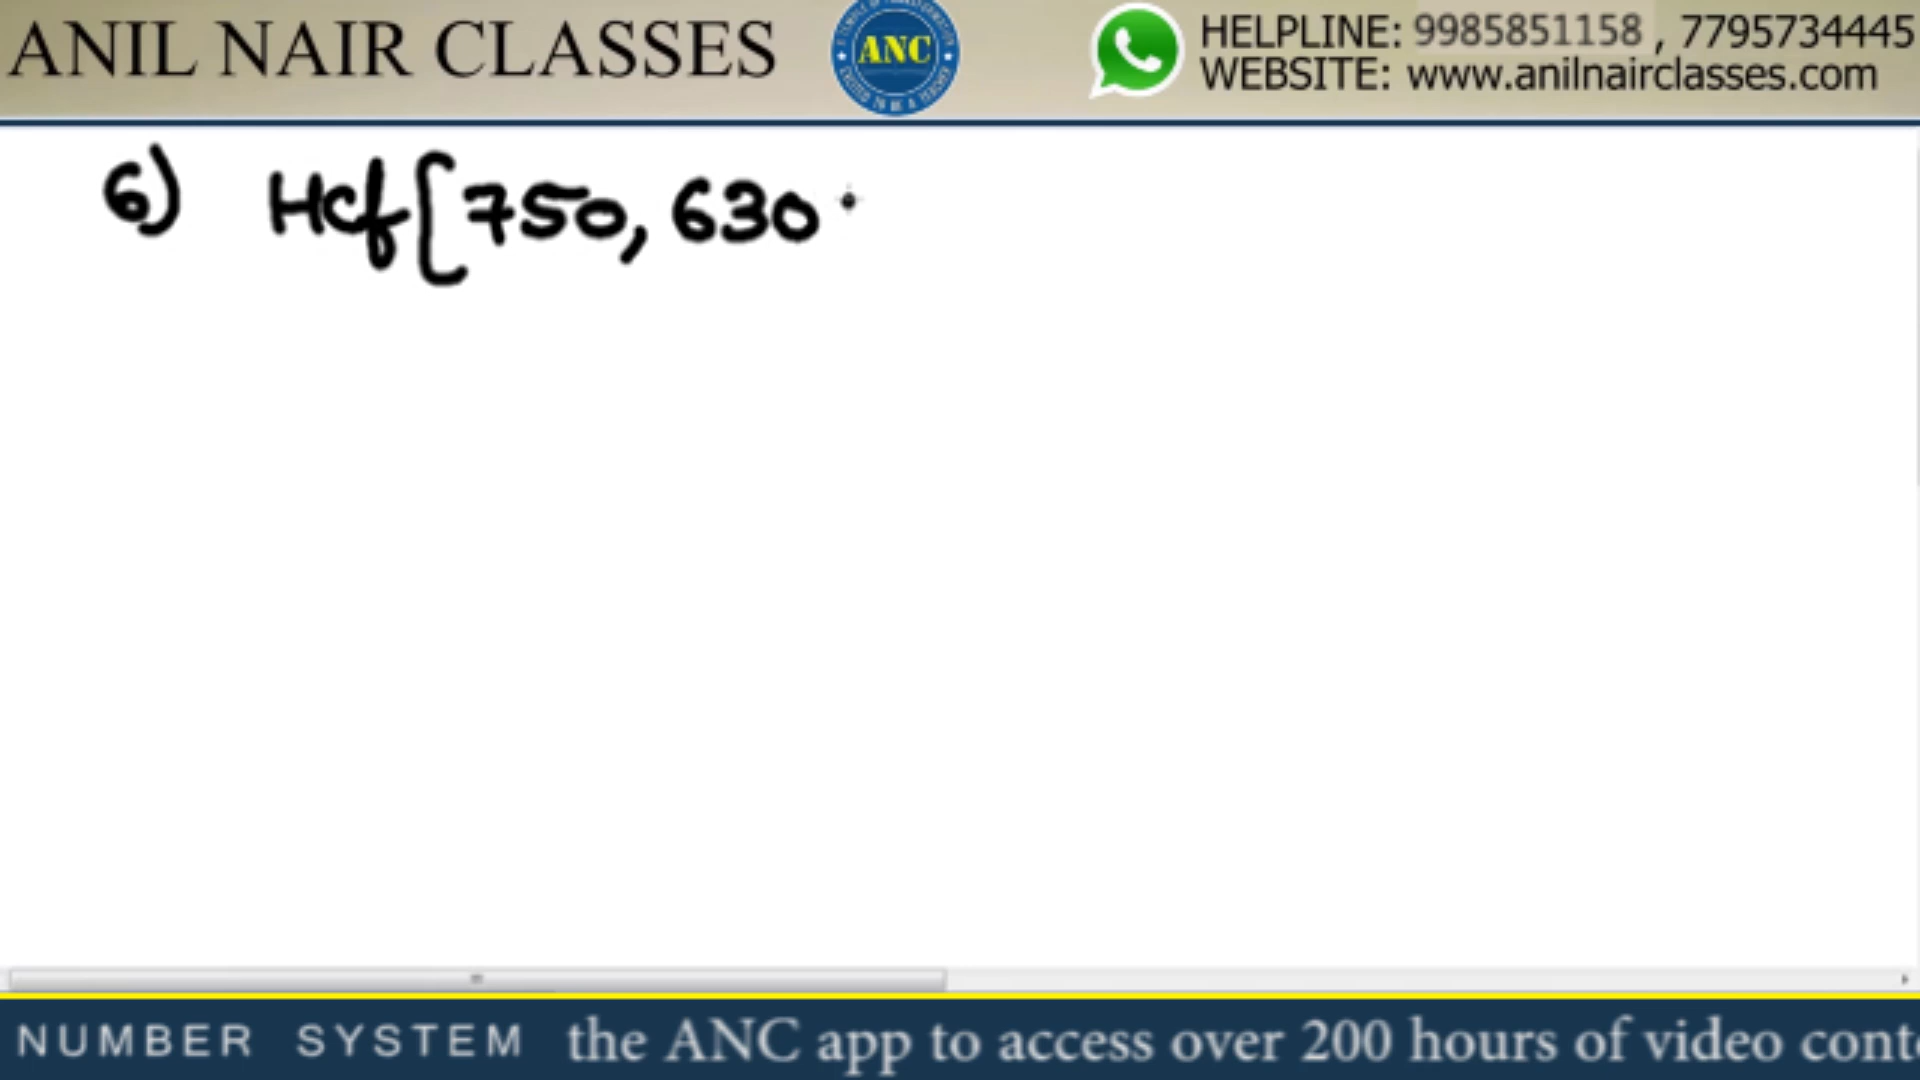 ANIL NAIR CLASSES
ANC
HELPLINE: 9985851158 , 7795734445
WEBSITE: www.anilnairclasses.com
6) Hcf[750, 630
NUMBER SYSTEM the ANC app to access over 200 hours of video conte